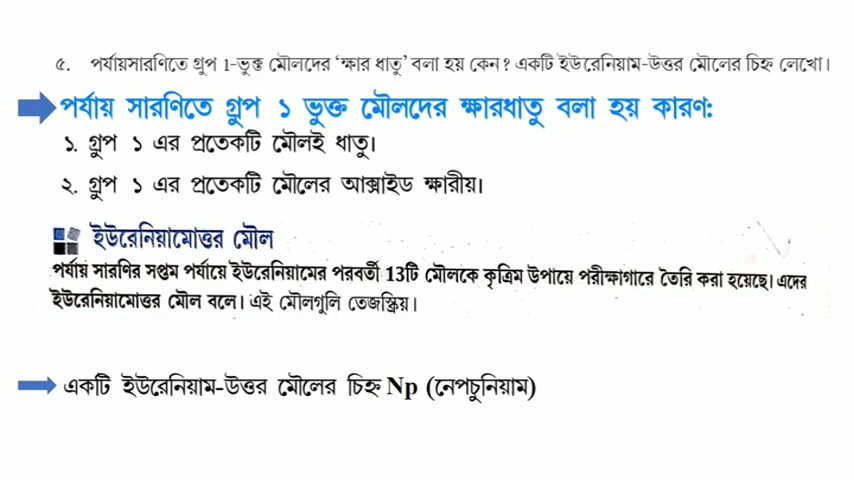 ৫. পর্যায়সারণিতে গ্রুপ 1-ভুক্ত মৌলদের ‘ক্ষার ধাতু’ বলা হয় কেন? একটি ইউরেনিয়াম-উত্তর মৌলের চিহ্ন লেখো।
পর্যায় সারণিতে গ্রুপ ১ ভুক্ত মৌলদের ক্ষারধাতু বলা হয় কারণ:
১. গ্রুপ ১ এর প্রতেকটি মৌলই ধাতু।
২. গ্রুপ ১ এর প্রতেকটি মৌলের আক্সাইড ক্ষারীয়।
ইউরেনিয়ামোত্তর মৌল
পর্যায় সারণির সপ্তম পর্যায়ে ইউরেনিয়ামের পরবর্তী 13টি মৌলকে কৃত্রিম উপায়ে পরীক্ষাগারে তৈরি করা হয়েছে। এদের
ইউরেনিয়ামোত্তর মৌল বলে। এই মৌলগুলি তেজস্ক্রিয়।
একটি ইউরেনিয়াম-উত্তর মৌলের চিহ্ন Np (নেপচুনিয়াম)